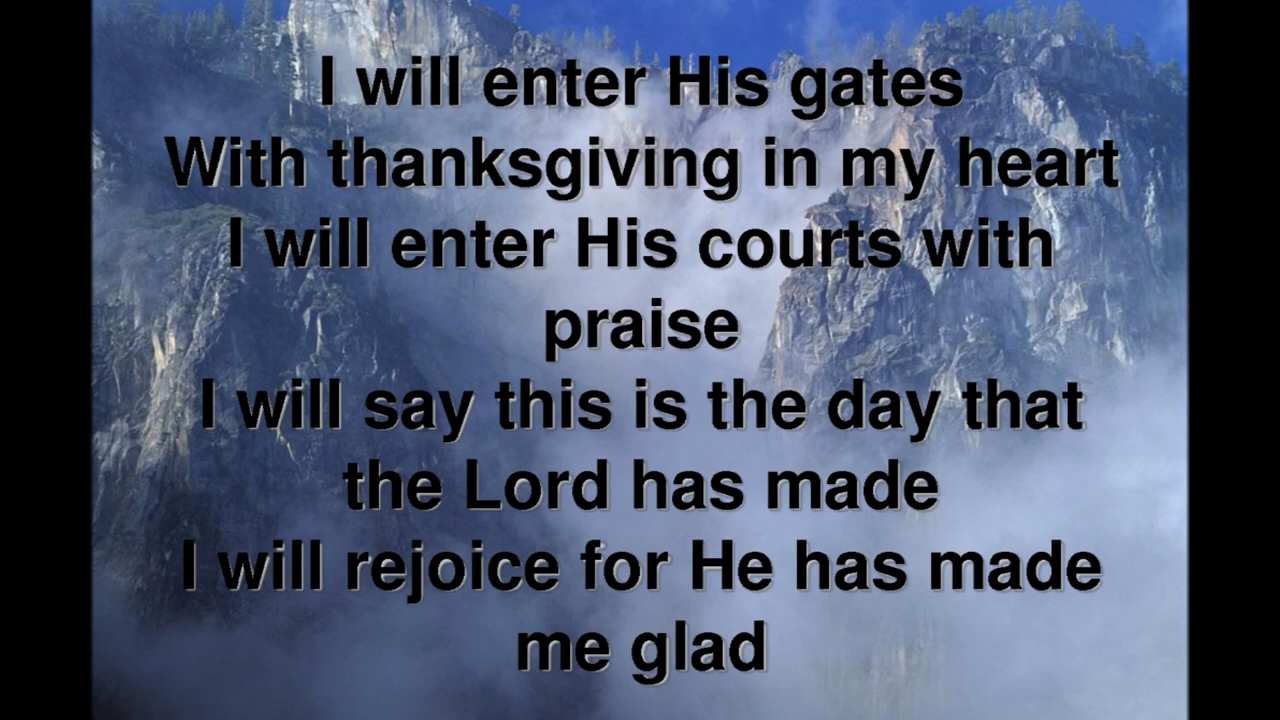 I will enter His gates
With thanksgiving in my heart
I will enter His courts with
praise
I will say this is the day that
the Lord has made
I will rejoice for He has made
me glad